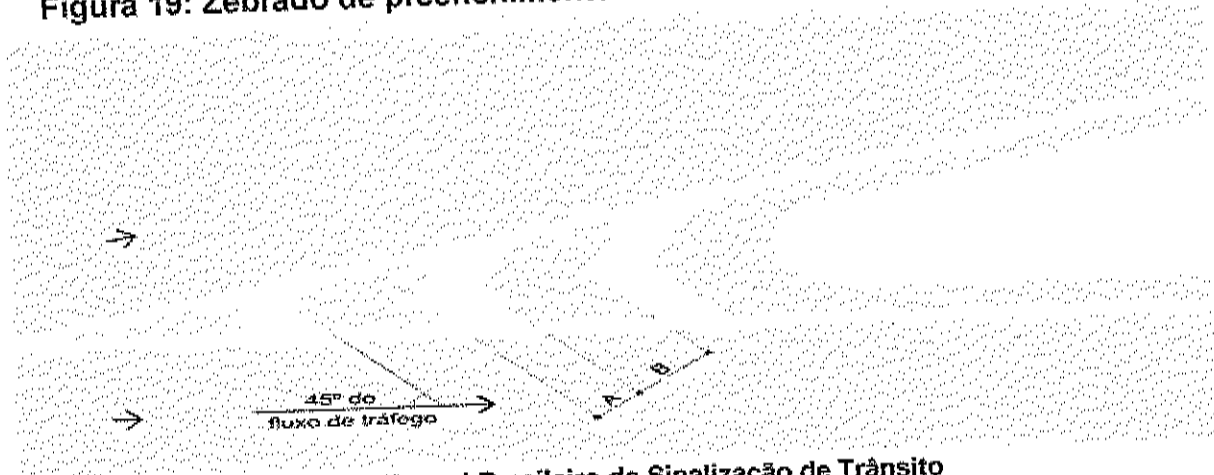 Figura 19: Zebrado de
45º do
fluxo de tráfego
A
B
Brasileiro de Sinalização de Trânsito